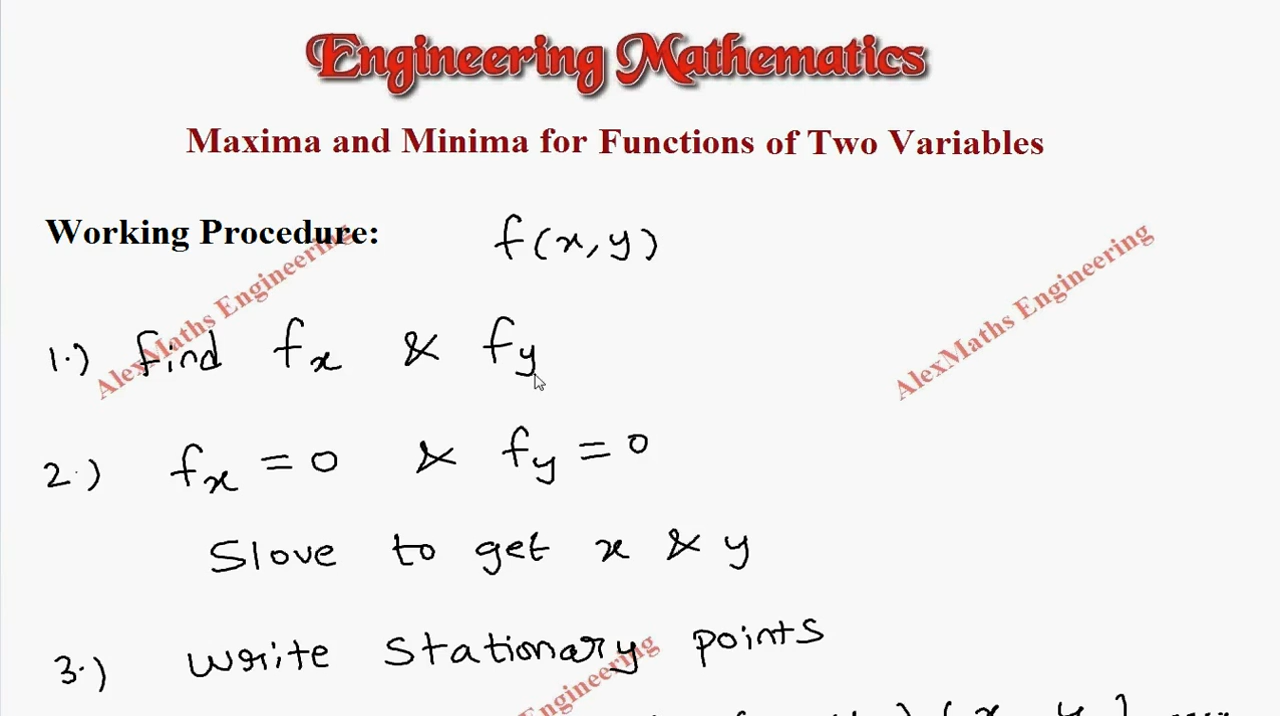 Engineering Mathematics
Maxima and Minima for Functions of Two Variables
Working Procedure: f(x,y)
AlexMaths Engineering
AlexMaths Engineering
1.) Find fx & fy
2.) fx = 0 & fy = 0
Slove to get x & y
3.) Write stationary points
Engineering